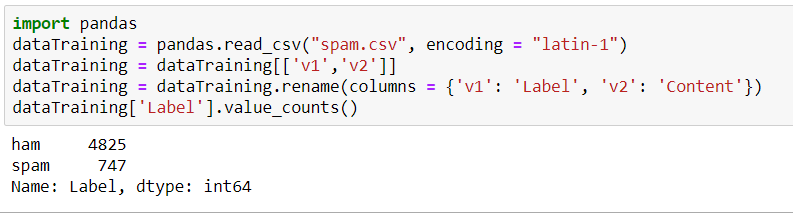 import pandas
dataTraining = pandas.read_csv("spam.csv", encoding = "latin-1")
dataTraining = dataTraining[['v1','v2']]
dataTraining = dataTraining.rename(columns = {'v1': 'Label', 'v2': 'Content'})
dataTraining['Label'].value_counts()
ham     4825
spam     747
Name: Label, dtype: int64